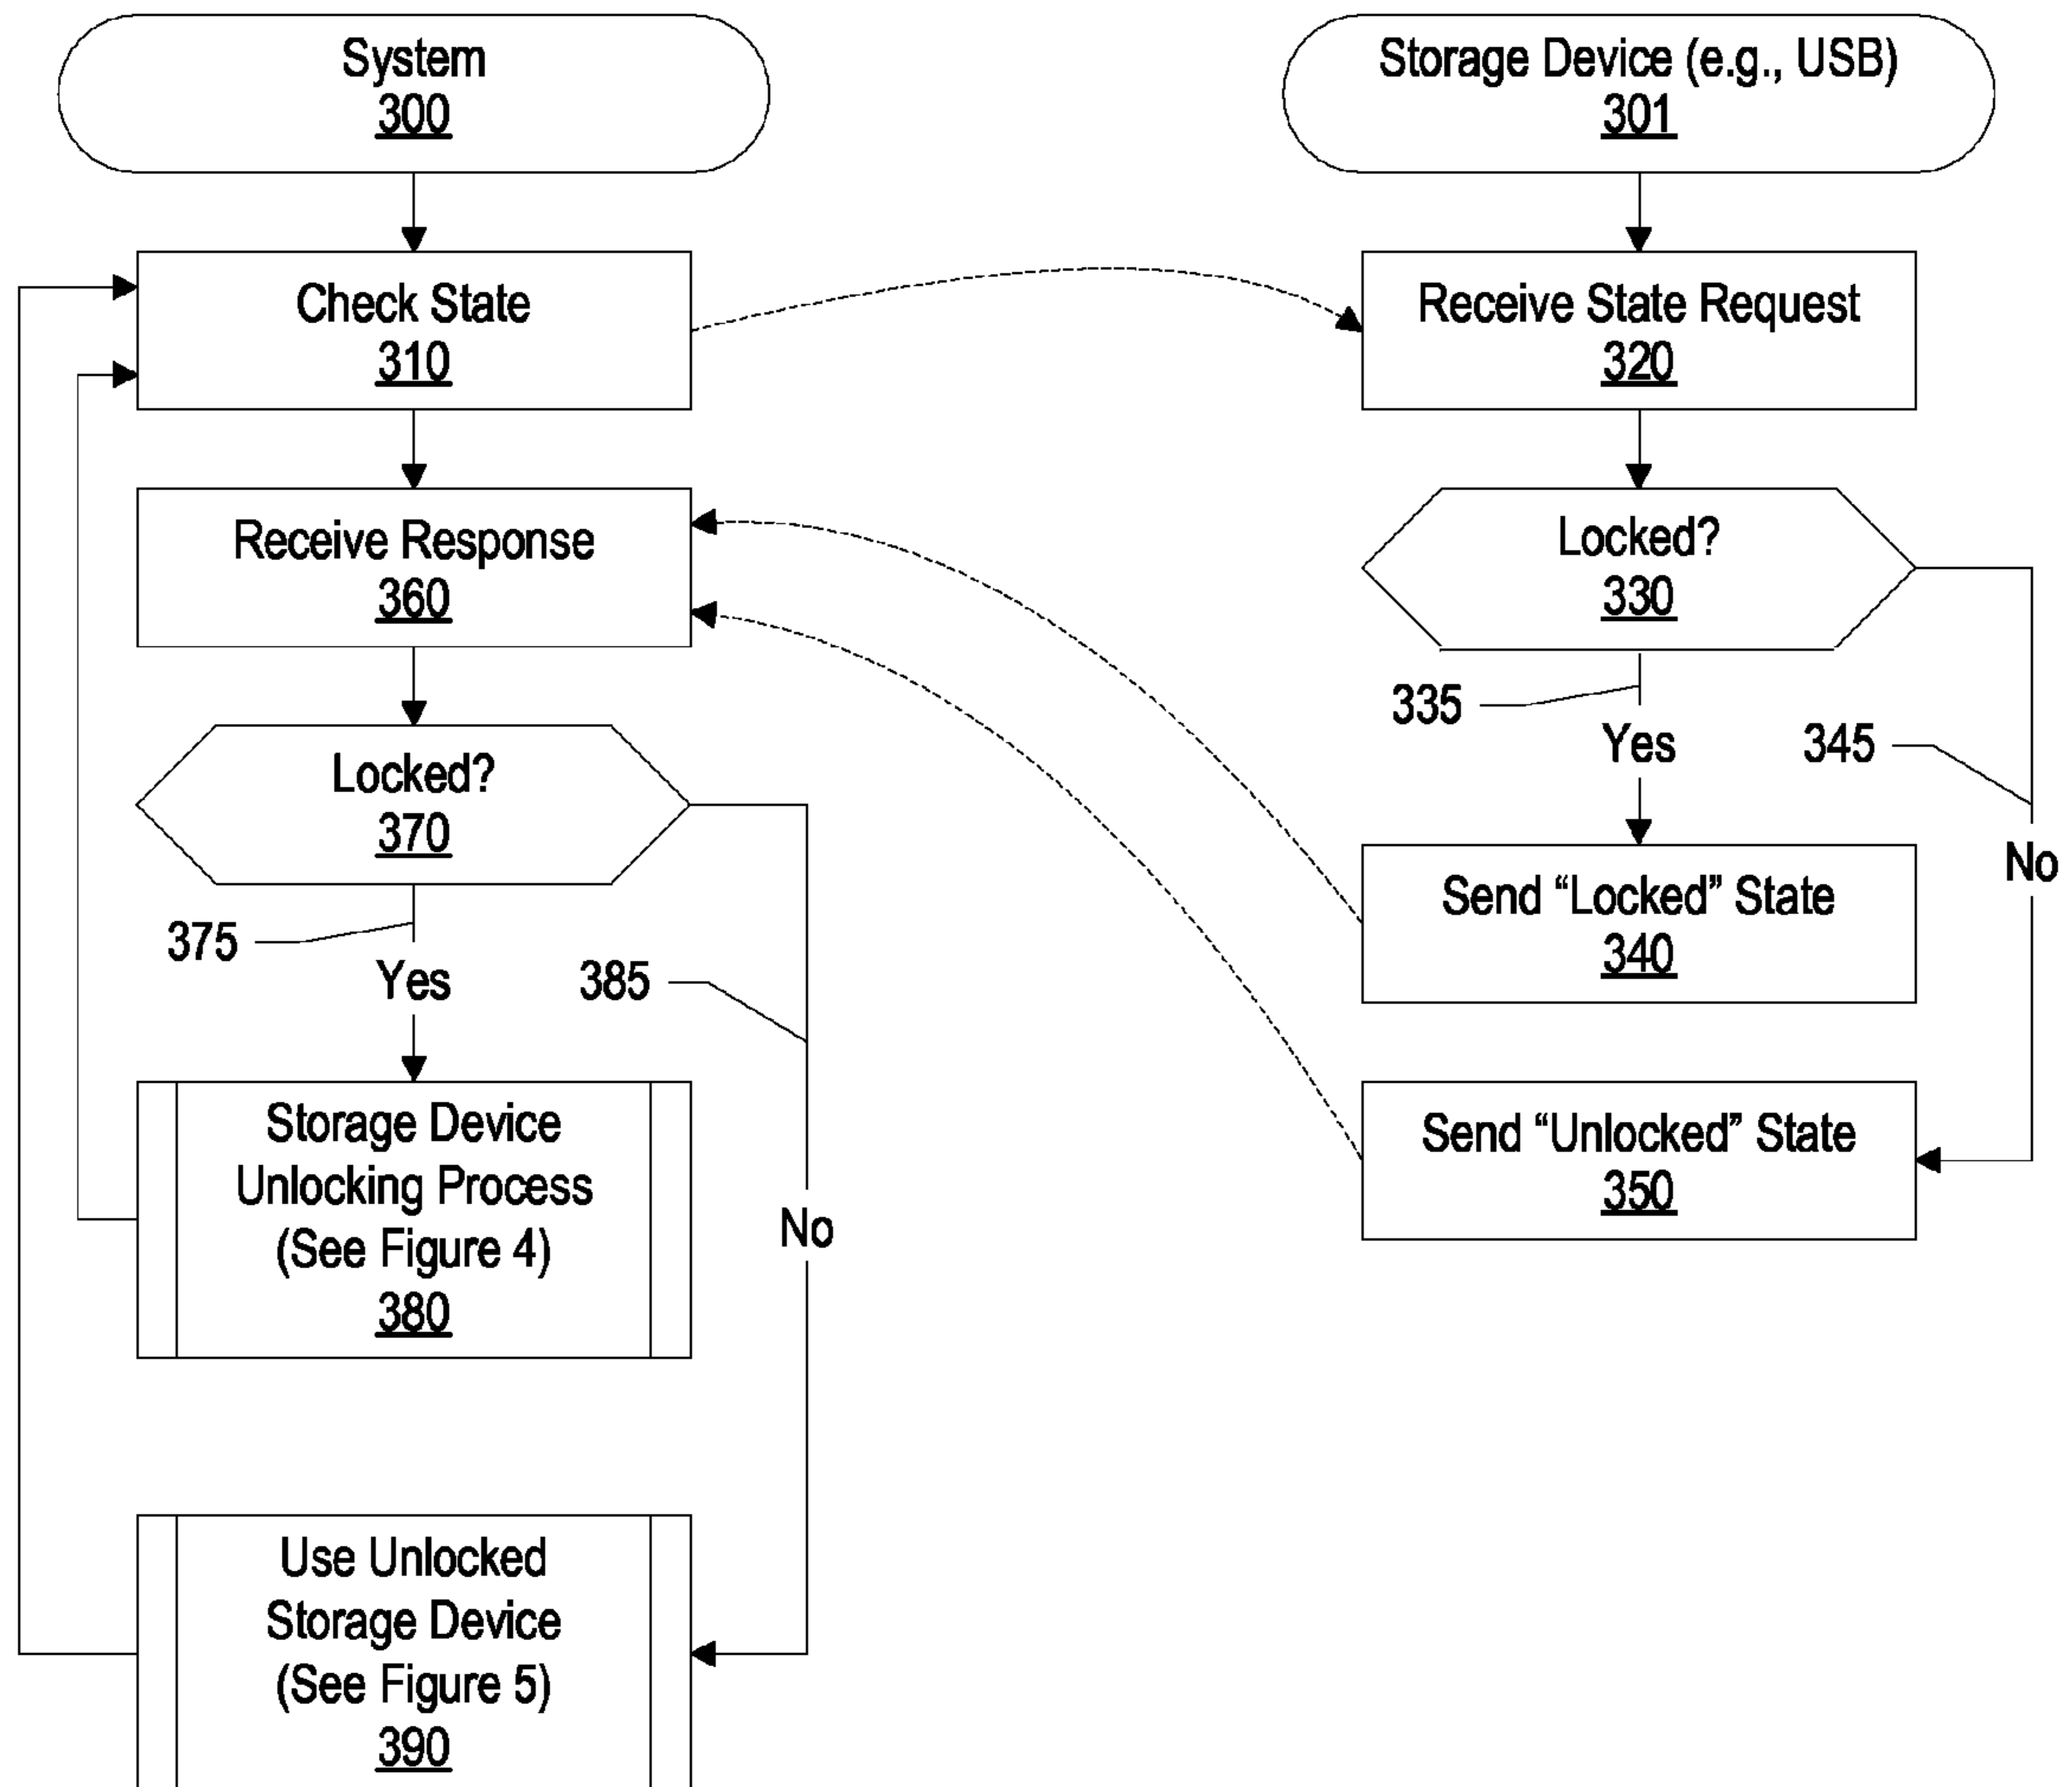 System
300
Storage Device (e.g., USB)
301
Check State
310
Receive State Request
320
Receive Response
360
Locked?
330
335
Yes
345
No
Locked?
370
375
Yes
385
No
Send “Locked” State
340
Send “Unlocked” State
350
Storage Device
Unlocking Process
(See Figure 4)
380
Use Unlocked
Storage Device
(See Figure 5)
390